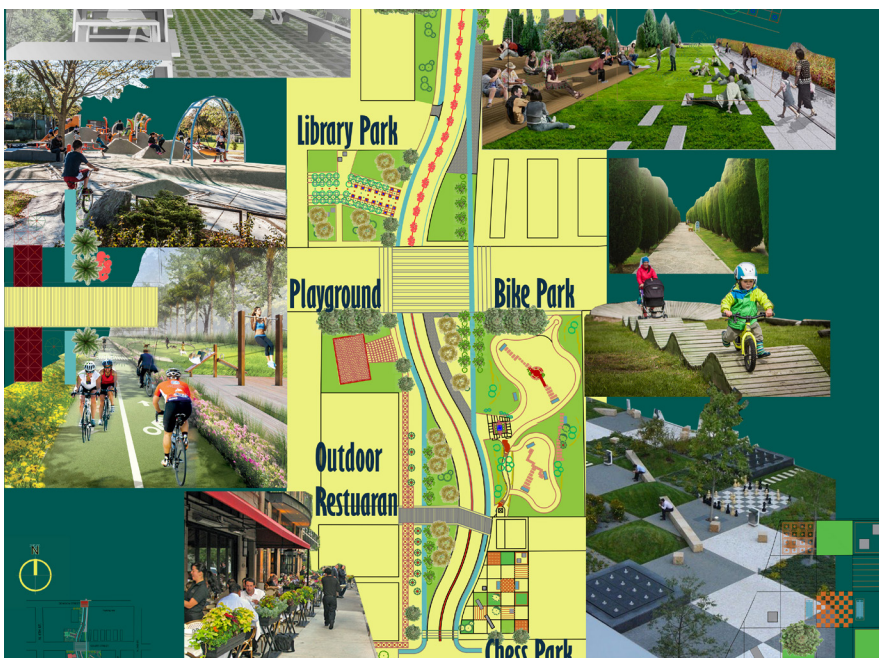 Library Park
Playground
Bike Park
Outdoor
Restuaran
N
Chess Park